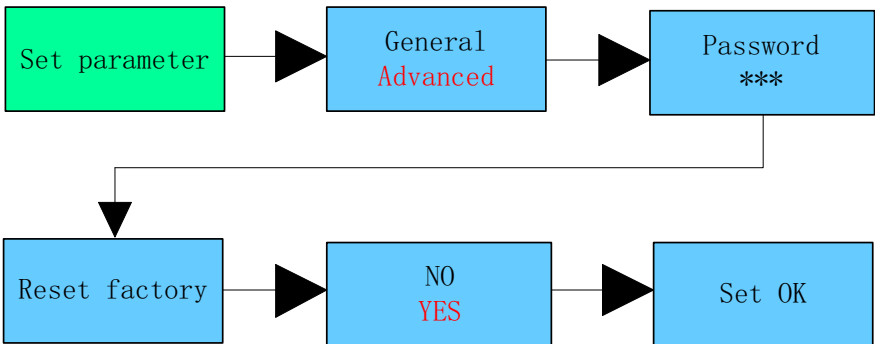 Set parameter
General
Advanced
Password
***
Reset factory
NO
YES
Set OK